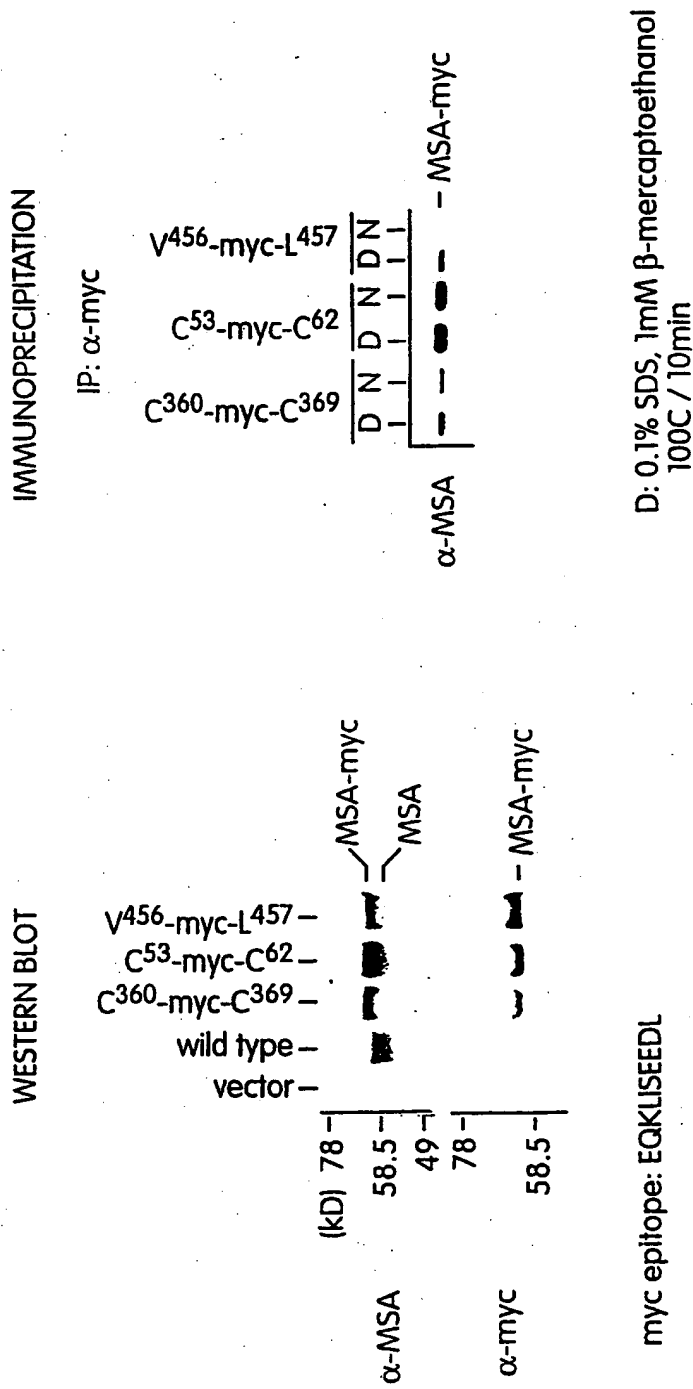 WESTERN BLOT
vector –
wild type –
C360-myc-C369 –
C53-myc-C62 –
V456-myc-L457 –
(kD) 78 –
58.5 –
49 –
α-MSA
MSA-myc
MSA
78 –
58.5 –
α-myc
– MSA-myc
myc epitope: EQKLISEEDL
IMMUNOPRECIPITATION
IP: α-myc
C360-myc-C369
C53-myc-C62
V456-myc-L457
D N D N D N
α-MSA
– MSA-myc
D: 0.1% SDS, 1mM β-mercaptoethanol
100C / 10min